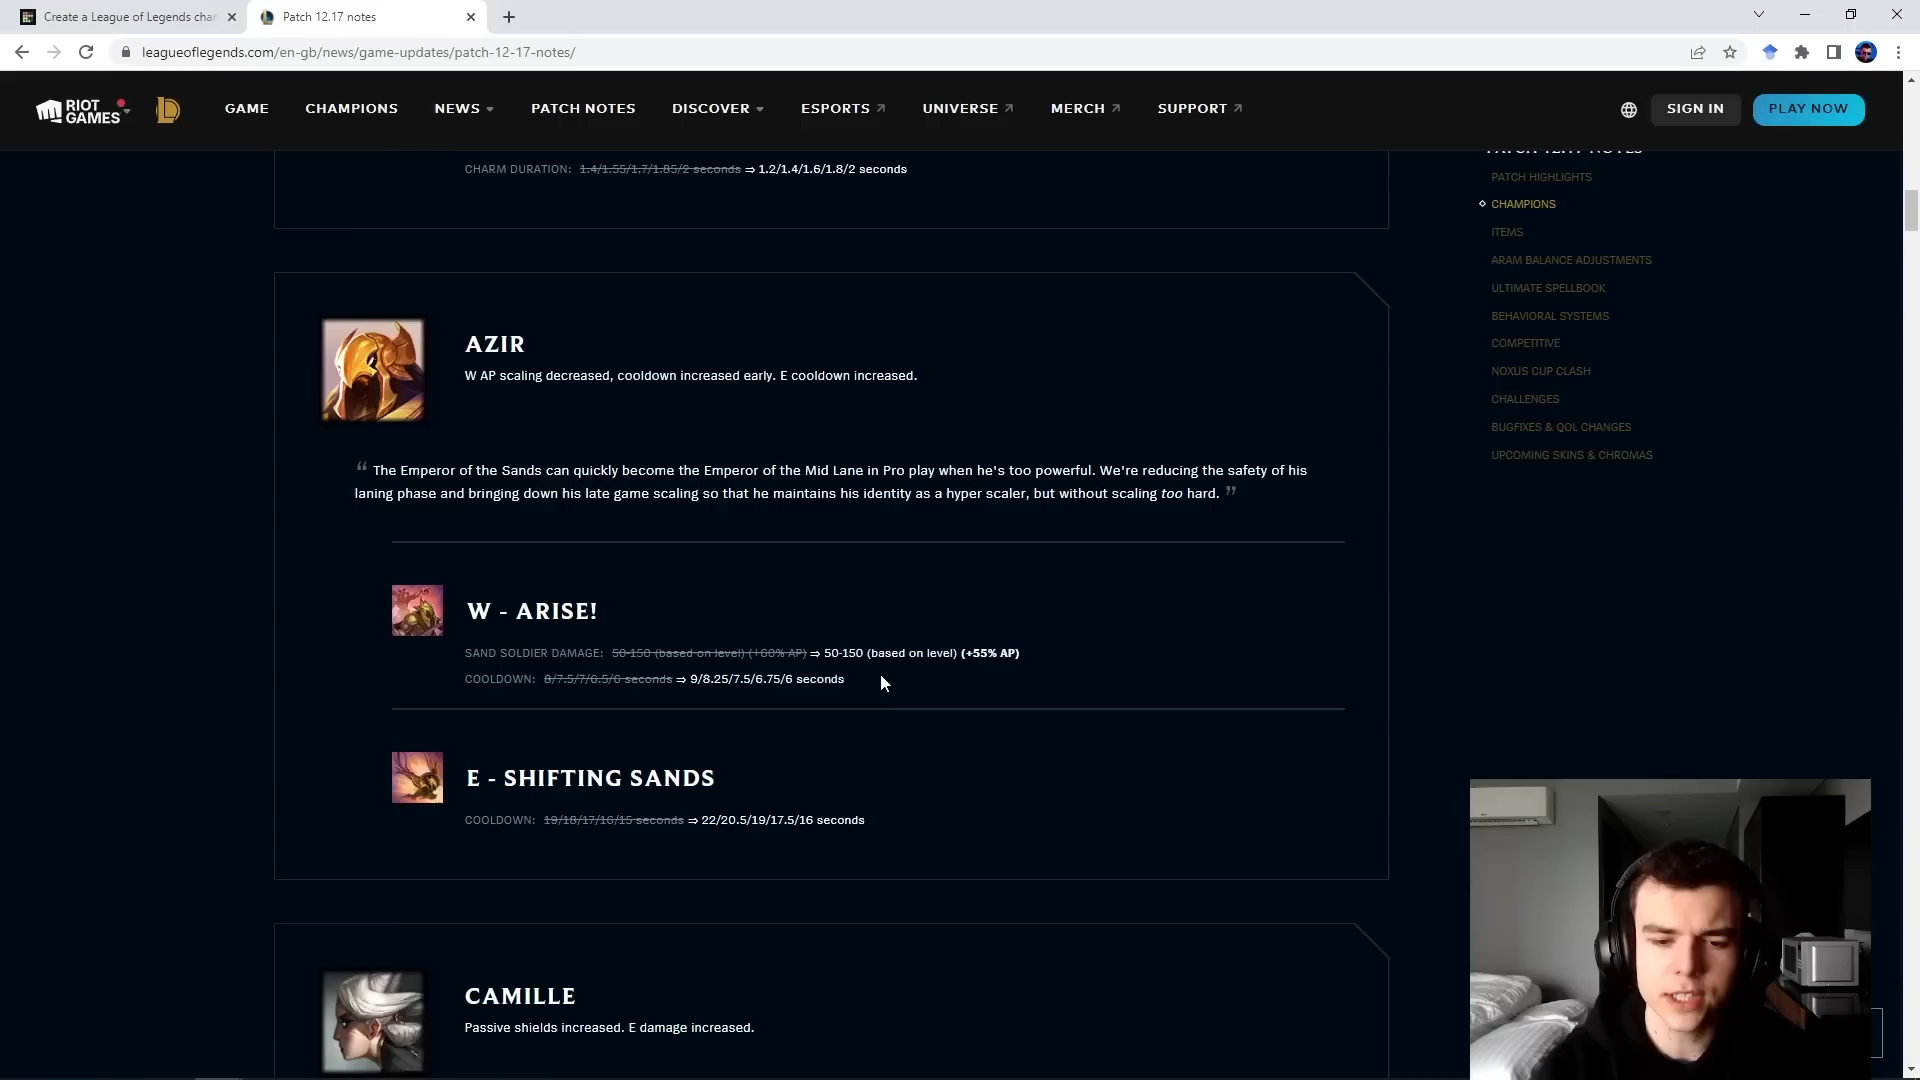 Create a League of Legends chan
Patch 12.17 notes
leagueoflegends.com/en-gb/news/game-updates/patch-12-17-notes/
RIOT GAMES
GAME
CHAMPIONS
NEWS
PATCH NOTES
DISCOVER
ESPORTS
UNIVERSE
MERCH
SUPPORT
SIGN IN
PLAY NOW
CHARM DURATION: 1.4/1.55/1.7/1.85/2 seconds ⇒ 1.2/1.4/1.6/1.8/2 seconds
AZIR
W AP scaling decreased, cooldown increased early. E cooldown increased.
“ The Emperor of the Sands can quickly become the Emperor of the Mid Lane in Pro play when he's too powerful. We're reducing the safety of his
laning phase and bringing down his late game scaling so that he maintains his identity as a hyper scaler, but without scaling too hard. ”
W - ARISE!
SAND SOLDIER DAMAGE: 50-150 (based on level) (+60% AP) ⇒ 50-150 (based on level) (+55% AP)
COOLDOWN: 8/7.5/7/6.5/6 seconds ⇒ 9/8.25/7.5/6.75/6 seconds
E - SHIFTING SANDS
COOLDOWN: 19/18/17/16/15 seconds ⇒ 22/20.5/19/17.5/16 seconds
CAMILLE
Passive shields increased. E damage increased.
PATCH 12.17 NOTES
PATCH HIGHLIGHTS
CHAMPIONS
ITEMS
ARAM BALANCE ADJUSTMENTS
ULTIMATE SPELLBOOK
BEHAVIORAL SYSTEMS
COMPETITIVE
NOXUS CUP CLASH
CHALLENGES
BUGFIXES & QOL CHANGES
UPCOMING SKINS & CHROMAS